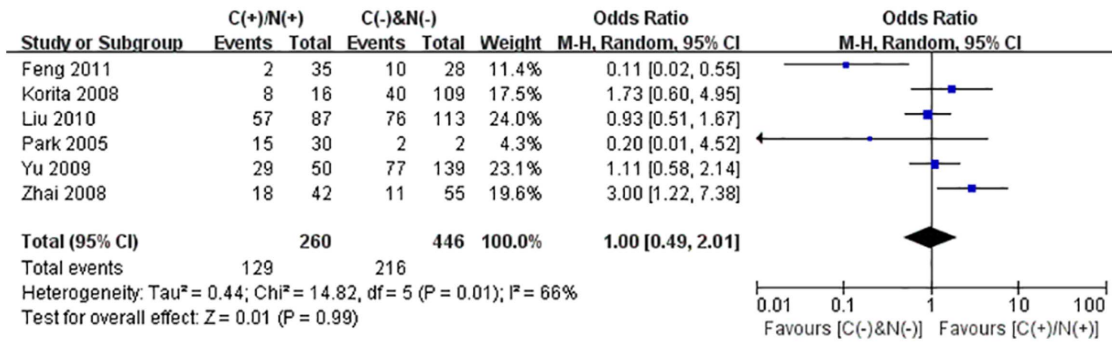 C(+)/N(+) C(-)&N(-) Odds Ratio Odds Ratio
Study or Subgroup Events Total Events Total Weight M-H, Random, 95% CI M-H, Random, 95% CI
Feng 2011 2 35 10 28 11.4% 0.11 [0.02, 0.55]
Korita 2008 8 16 40 109 17.5% 1.73 [0.60, 4.95]
Liu 2010 57 87 76 113 24.0% 0.93 [0.51, 1.67]
Park 2005 15 30 2 2 4.3% 0.20 [0.01, 4.52]
Yu 2009 29 50 77 139 23.1% 1.11 [0.58, 2.14]
Zhai 2008 18 42 11 55 19.6% 3.00 [1.22, 7.38]
Total (95% CI) 260 446 100.0% 1.00 [0.49, 2.01]
Total events 129 216
Heterogeneity: Tau² = 0.44; Chi² = 14.82, df = 5 (P = 0.01); I² = 66%
Test for overall effect: Z = 0.01 (P = 0.99)
0.01 0.1 1 10 100
Favours [C(-)&N(-)] Favours [C(+)/N(+)]